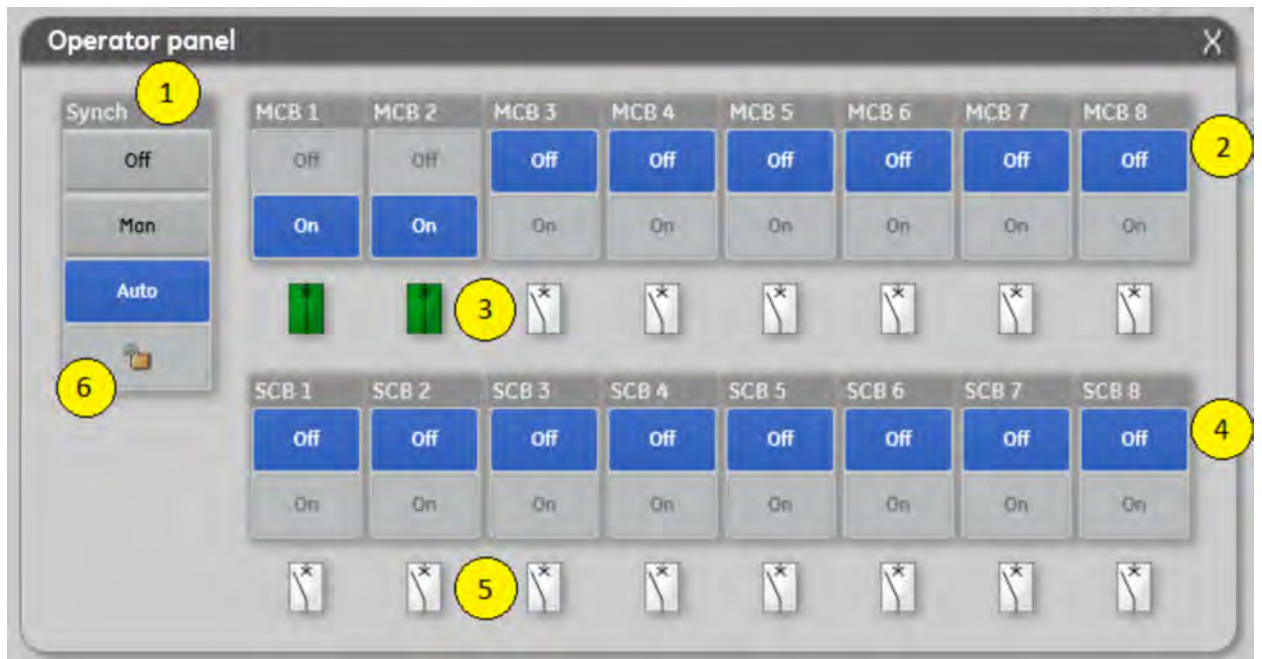 Operator panel X
1
Synch MCB 1 MCB 2 MCB 3 MCB 4 MCB 5 MCB 6 MCB 7 MCB 8
Off Off Off Off Off Off Off Off Off 2
Man On On On On On On On On
Auto 3
6
SCB 1 SCB 2 SCB 3 SCB 4 SCB 5 SCB 6 SCB 7 SCB 8
Off Off Off Off Off Off Off Off 4
On On On On On On On On
5